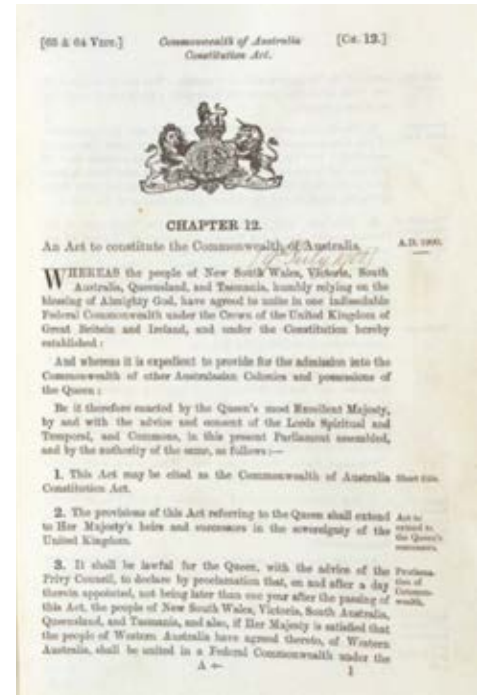 [63 & 64 VICT.]
Commonwealth of Australia
Constitution Act.
[CH. 12.]
CHAPTER 12.
An Act to constitute the Commonwealth of Australia.
A.D. 1900.
[9th July 1900]
WHEREAS the people of New South Wales, Victoria, South
Australia, Queensland, and Tasmania, humbly relying on the
blessing of Almighty God, have agreed to unite in one indissoluble
Federal Commonwealth under the Crown of the United Kingdom of
Great Britain and Ireland, and under the Constitution hereby
established:
And whereas it is expedient to provide for the admission into the
Commonwealth of other Australasian Colonies and possessions of
the Queen:
Be it therefore enacted by the Queen's most Excellent Majesty,
by and with the advice and consent of the Lords Spiritual and
Temporal, and Commons, in this present Parliament assembled,
and by the authority of the same, as follows:—
1. This Act may be cited as the Commonwealth of Australia
Constitution Act.
Short title.
2. The provisions of this Act referring to the Queen shall extend
to Her Majesty's heirs and successors in the sovereignty of the
United Kingdom.
Act to
extend to
the Queen's
successors.
3. It shall be lawful for the Queen, with the advice of the
Privy Council, to declare by proclamation that, on and after a day
therein appointed, not being later than one year after the passing of
this Act, the people of New South Wales, Victoria, South Australia,
Queensland, and Tasmania, and also, if Her Majesty is satisfied that
the people of Western Australia have agreed thereto, of Western
Australia, shall be united in a Federal Commonwealth under the
Proclama-
tion of
Common-
wealth.
A
1